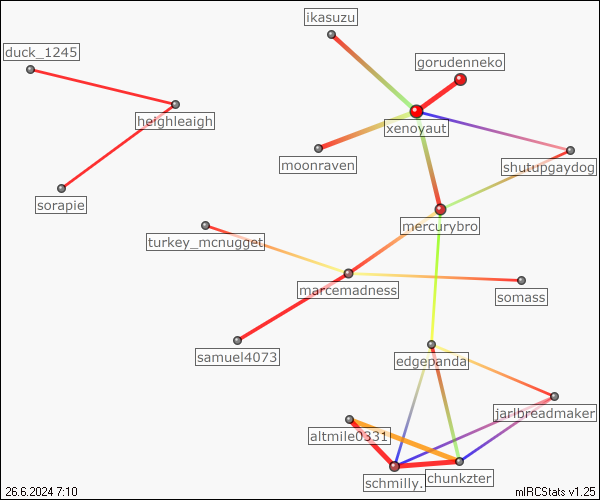 ikasuzu
duck_1245
gorudenneko
heighleaigh
xenoyaut
moonraven
shutupgaydog
sorapie
mercurybro
turkey_mcnugget
marcemadness
somass
samuel4073
edgepanda
jarlbreadmaker
altmile0331
schmilly.
chunkzter
26.6.2024 7:10
mIRCStats v1.25